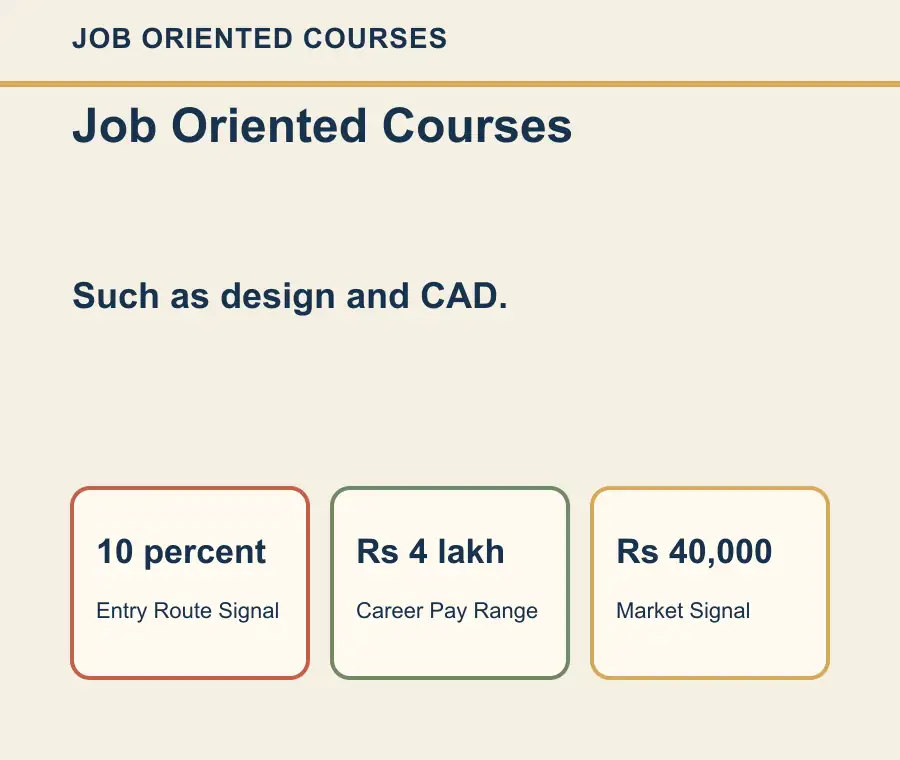 JOB ORIENTED COURSES
Job Oriented Courses
Such as design and CAD.
10 percent
Entry Route Signal
Rs 4 lakh
Career Pay Range
Rs 40,000
Market Signal